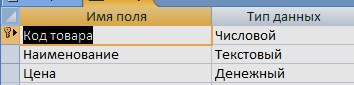 Имя поля Тип данных
Код товара Числовой
Наименование Текстовый
Цена Денежный